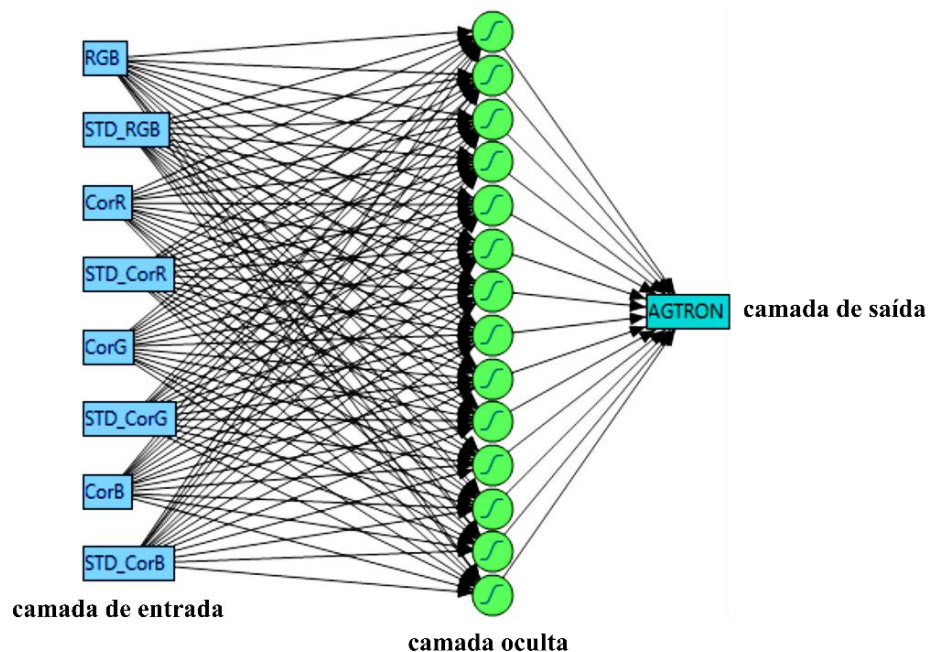 RGB
STD_RGB
CorR
STD_CorR
CorG
STD_CorG
CorB
STD_CorB
camada de entrada
camada oculta
AGTRON
camada de saída